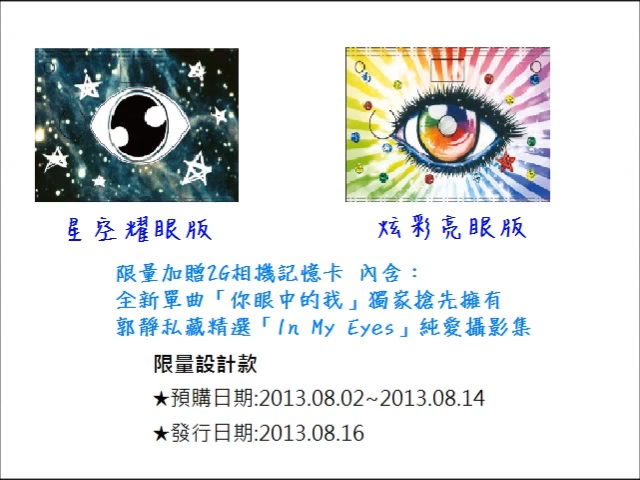 星空耀眼版
炫彩亮眼版
限量加贈2G相機記憶卡 內含：
全新單曲「你眼中的我」獨家搶先擁有
郭靜私藏精選「In My Eyes」純愛攝影集
限量設計款
★預購日期:2013.08.02~2013.08.14
★發行日期:2013.08.16